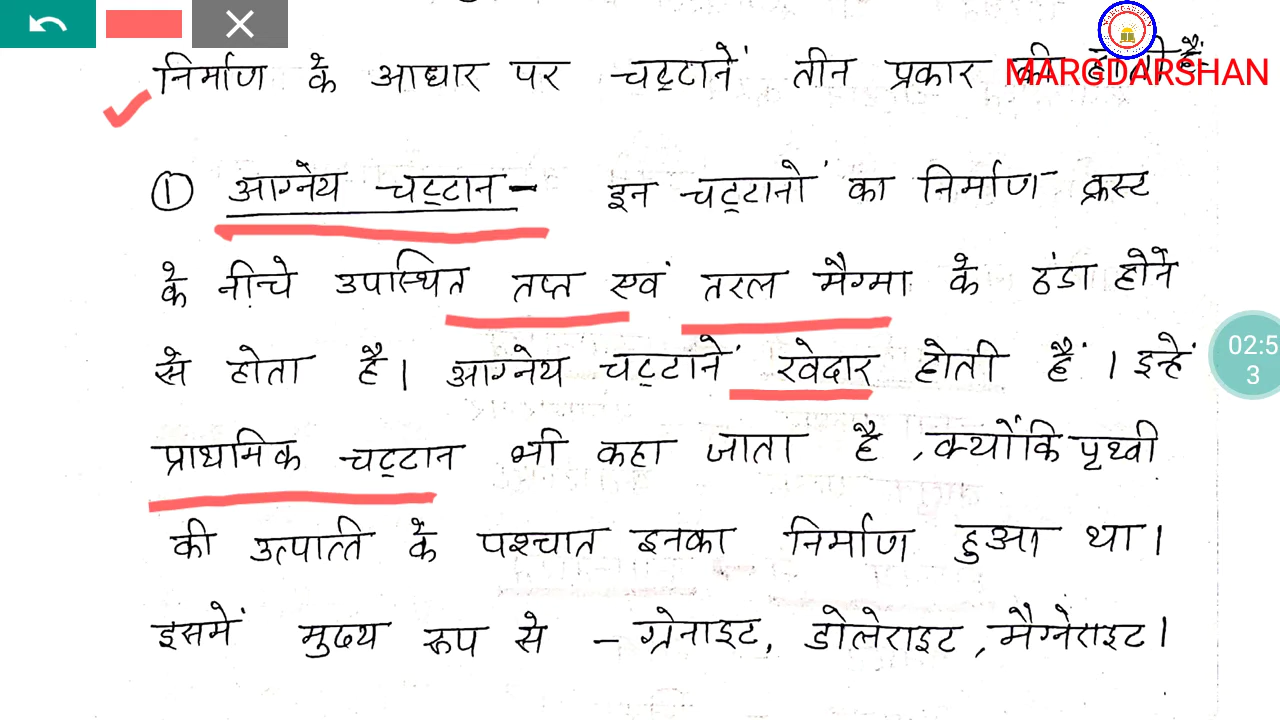 निर्माण के आधार पर चट्टानें तीन प्रकार की होती हैं
MARGDARSHAN
① आग्नेय चट्टान - इन चट्टानों का निर्माण क्रस्ट
के नीचे उपस्थित तप्त एवं तरल मैग्मा के ठंडा होने
से होता है। आग्नेय चट्टानें रवेदार होती हैं। इन्हें
02:53
प्राथमिक चट्टान भी कहा जाता है, क्योंकि पृथ्वी
की उत्पात्ति के पश्चात इनका निर्माण हुआ था।
इसमें मुख्य रूप से – ग्रेनाइट, डोलेराइट, मैग्नेराइट।